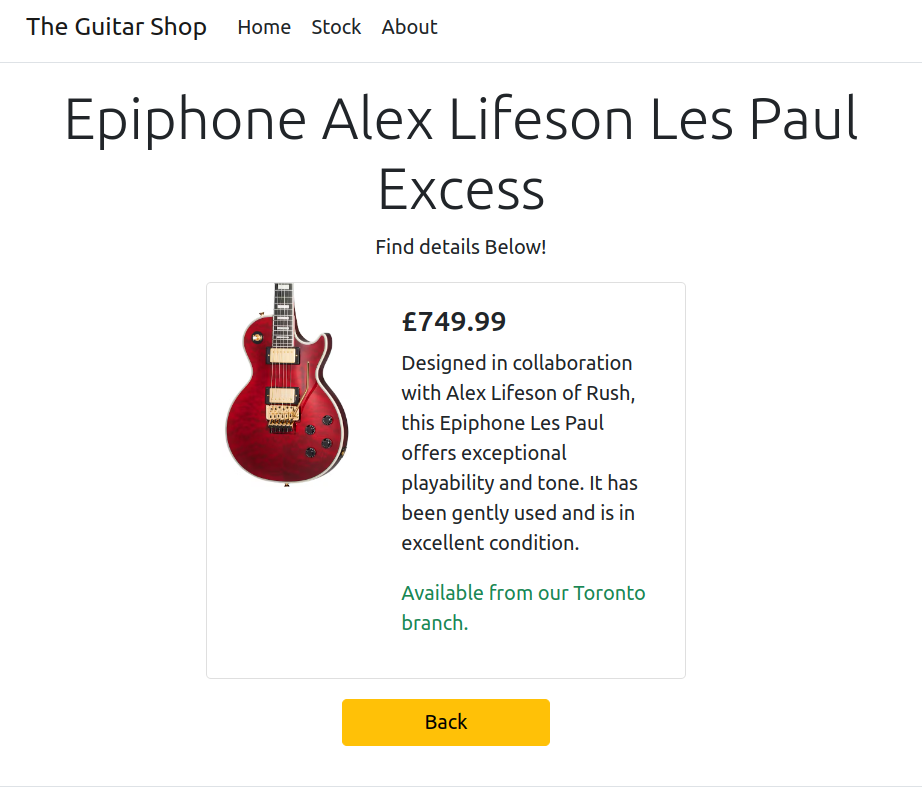 The Guitar Shop Home Stock About
Epiphone Alex Lifeson Les Paul
Excess
Find details Below!
£749.99
Designed in collaboration
with Alex Lifeson of Rush,
this Epiphone Les Paul
offers exceptional
playability and tone. It has
been gently used and is in
excellent condition.
Available from our Toronto
branch.
Back